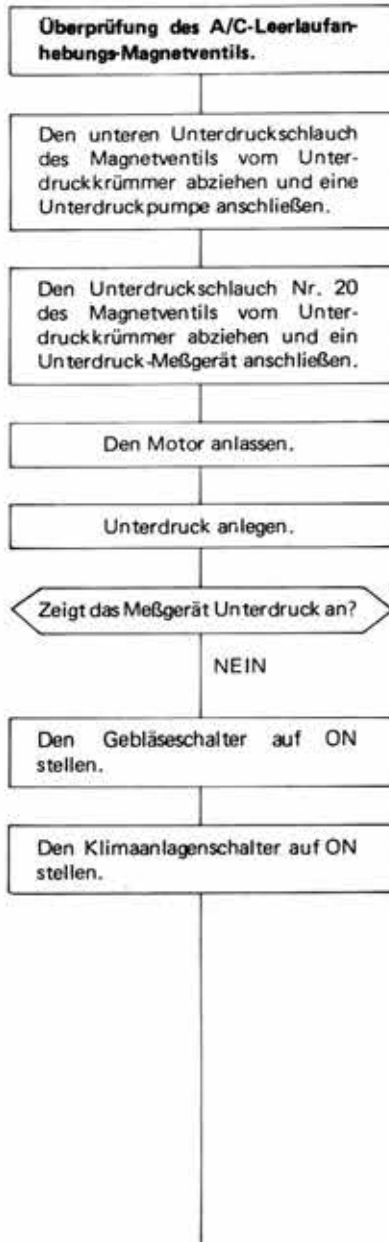 Überprüfung des A/C-Leerlaufan-
hebungs-Magnetventils.
Den unteren Unterdruckschlauch
des Magnetventils vom Unter-
druckkrümmer abziehen und eine
Unterdruckpumpe anschließen.
Den Unterdruckschlauch Nr. 20
des Magnetventils vom Unter-
druckkrümmer abziehen und ein
Unterdruck-Meßgerät anschließen.
Den Motor anlassen.
Unterdruck anlegen.
Zeigt das Meßgerät Unterdruck an?
NEIN
Den Gebläseschalter auf ON
stellen.
Den Klimaanlagenschalter auf ON
stellen.